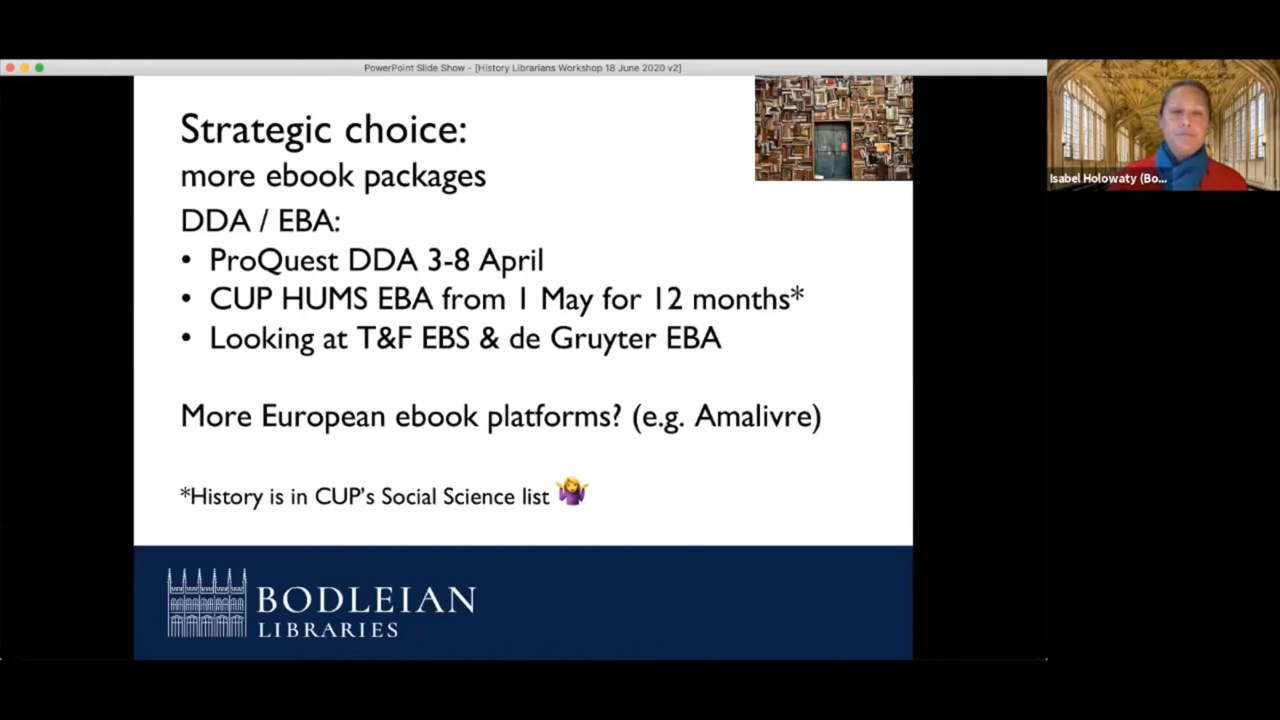 PowerPoint Slide Show - [History Librarians Workshop 18 June 2020 v2]
Strategic choice:
more ebook packages
DDA / EBA:
• ProQuest DDA 3-8 April
• CUP HUMS EBA from 1 May for 12 months*
• Looking at T&F EBS & de Gruyter EBA
More European ebook platforms? (e.g. Amalivre)
*History is in CUP's Social Science list 🤷‍♀️
BODLEIAN
LIBRARIES
Isabel Holowaty (Bo...